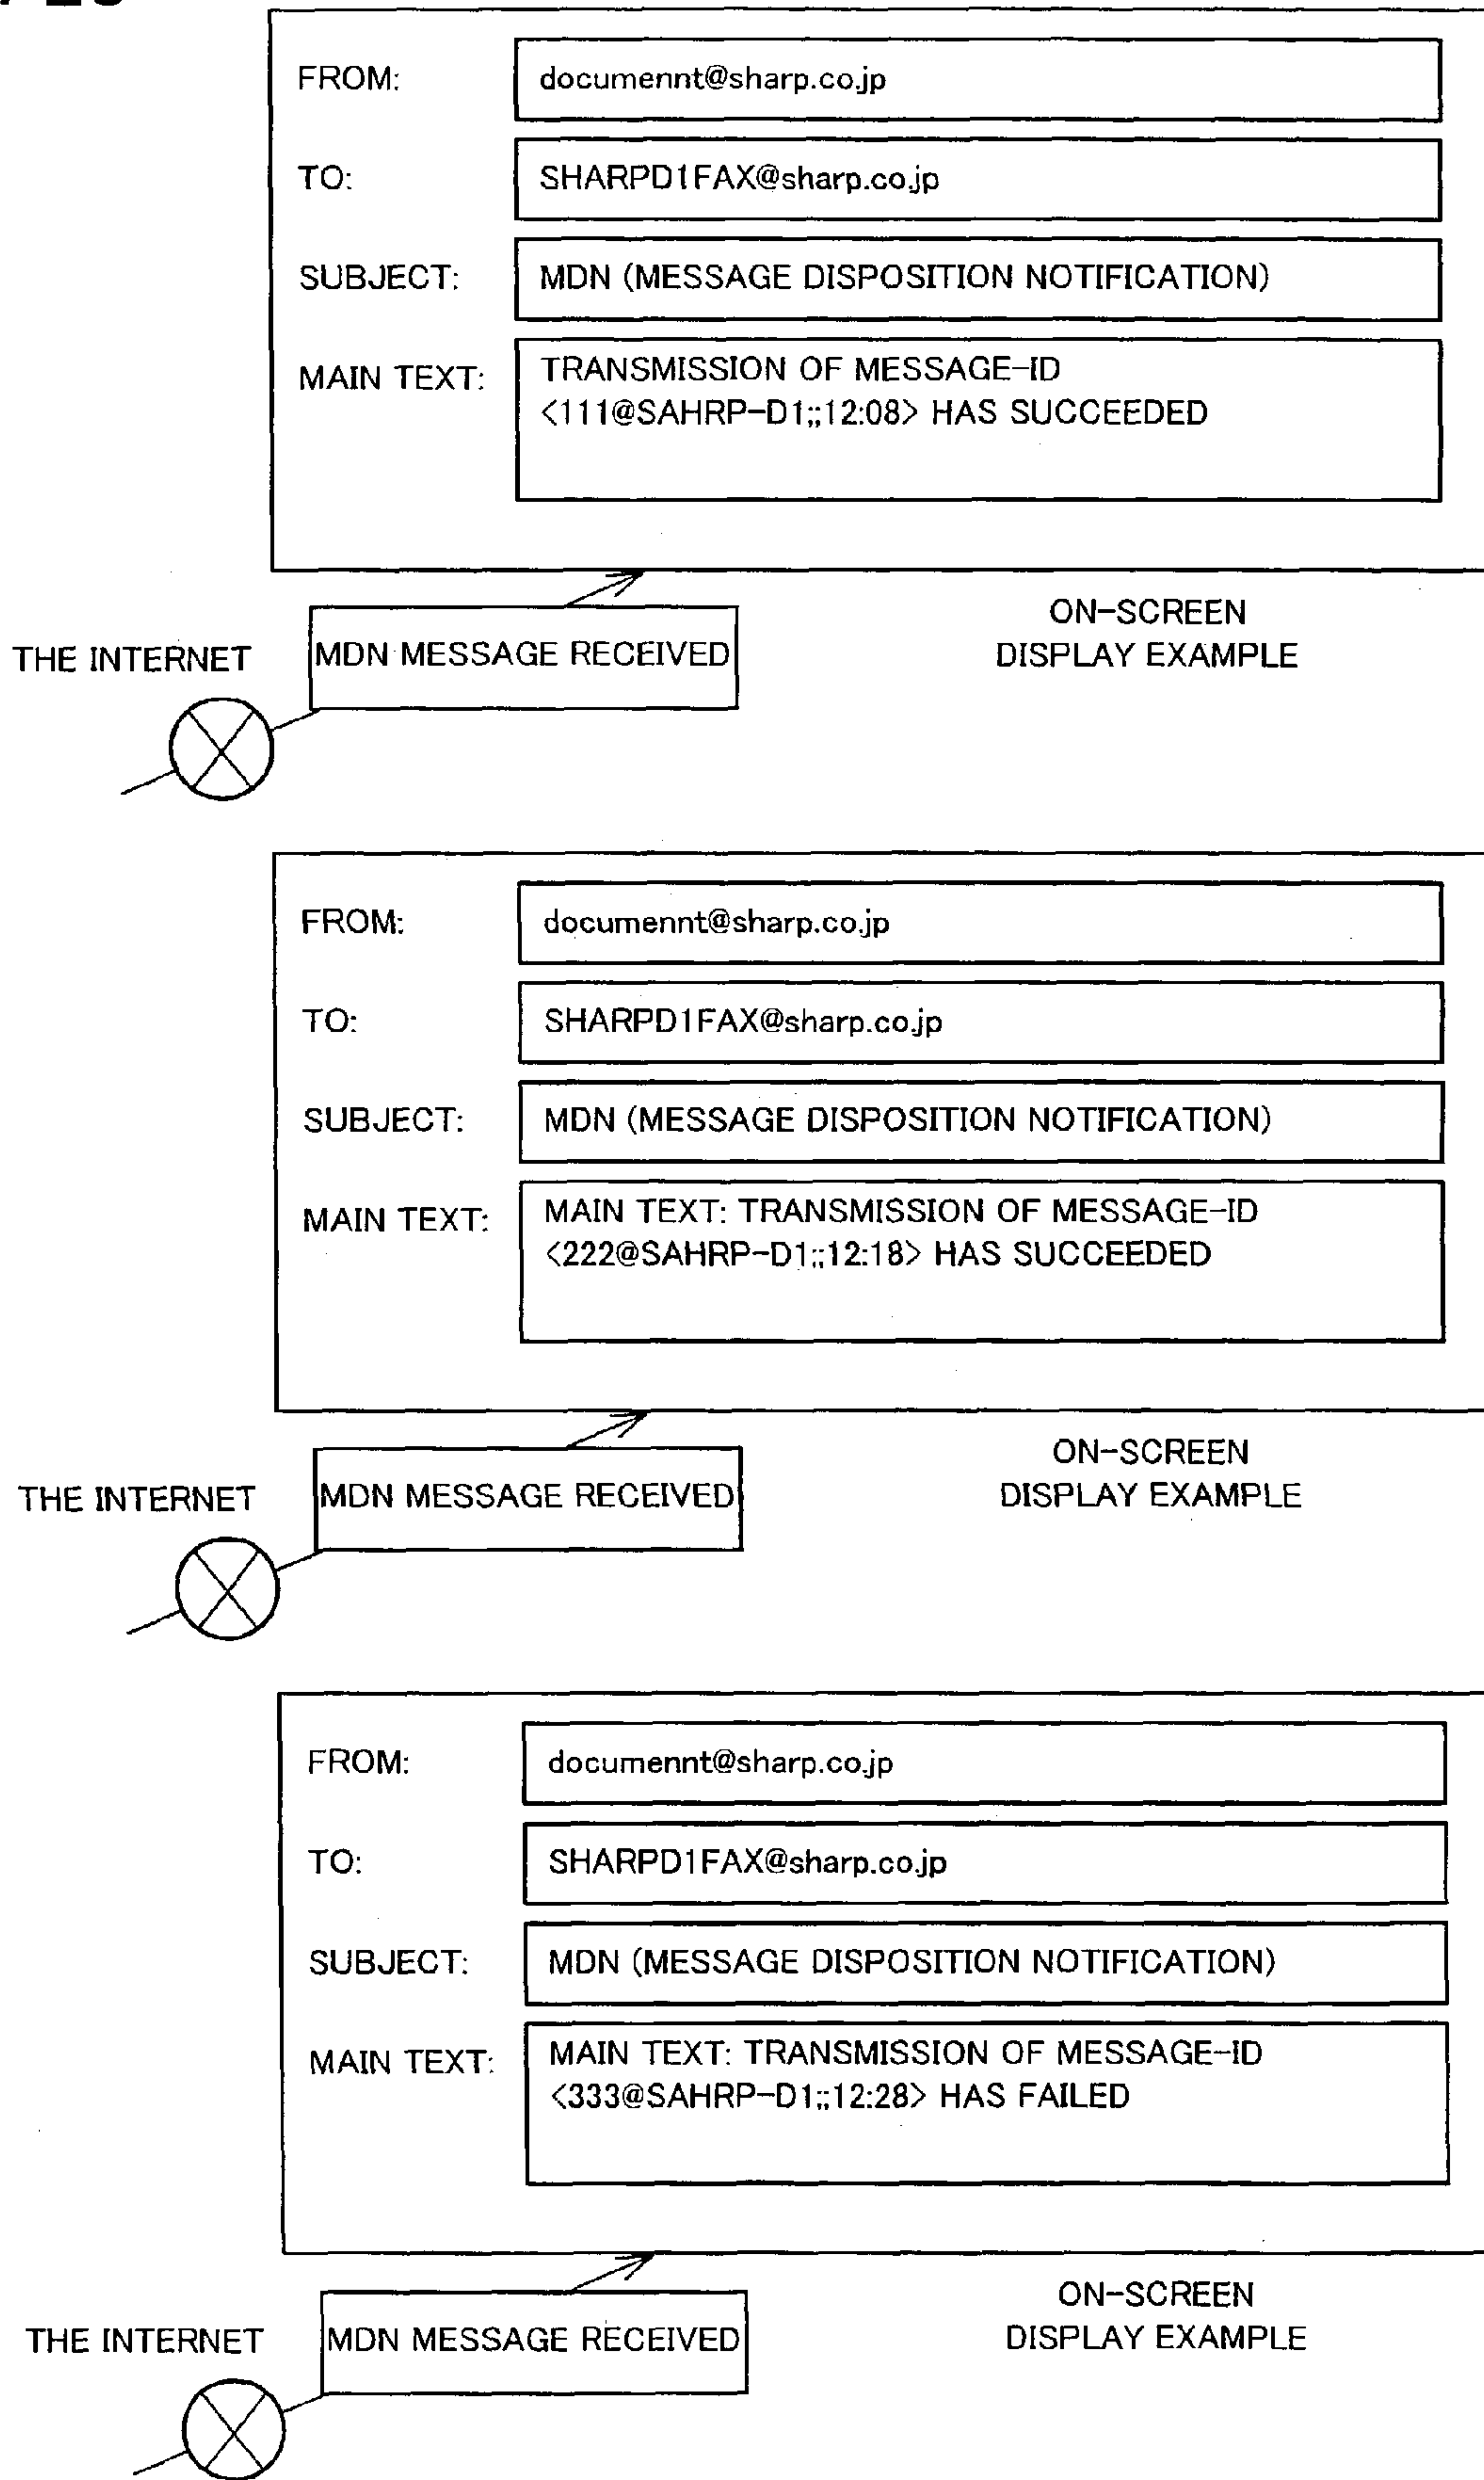 FROM: documennt@sharp.co.jp
TO: SHARPD1FAX@sharp.co.jp
SUBJECT: MDN (MESSAGE DISPOSITION NOTIFICATION)
MAIN TEXT: TRANSMISSION OF MESSAGE-ID
<111@SAHRP-D1;;12:08> HAS SUCCEEDED
ON-SCREEN
DISPLAY EXAMPLE
THE INTERNET
MDN MESSAGE RECEIVED
FROM: documennt@sharp.co.jp
TO: SHARPD1FAX@sharp.co.jp
SUBJECT: MDN (MESSAGE DISPOSITION NOTIFICATION)
MAIN TEXT: MAIN TEXT: TRANSMISSION OF MESSAGE-ID
<222@SAHRP-D1;;12:18> HAS SUCCEEDED
ON-SCREEN
DISPLAY EXAMPLE
THE INTERNET
MDN MESSAGE RECEIVED
FROM: documennt@sharp.co.jp
TO: SHARPD1FAX@sharp.co.jp
SUBJECT: MDN (MESSAGE DISPOSITION NOTIFICATION)
MAIN TEXT: MAIN TEXT: TRANSMISSION OF MESSAGE-ID
<333@SAHRP-D1;;12:28> HAS FAILED
ON-SCREEN
DISPLAY EXAMPLE
THE INTERNET
MDN MESSAGE RECEIVED